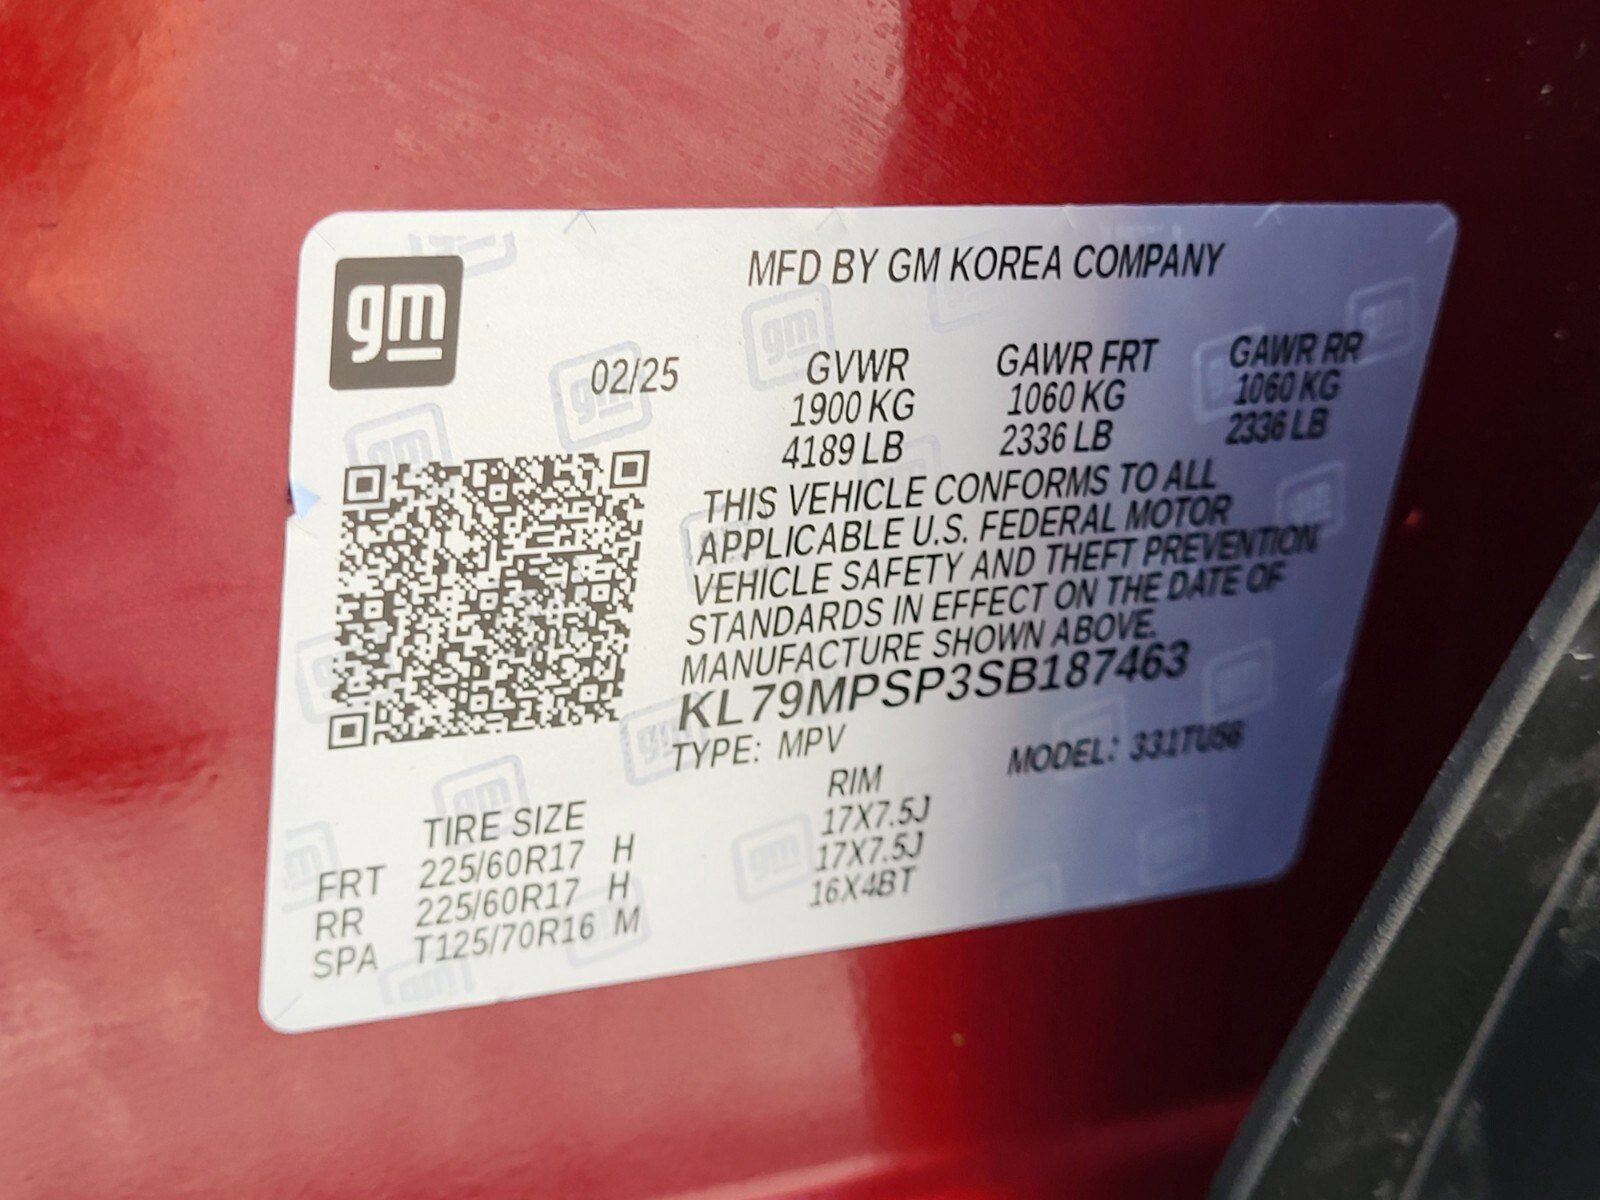 gm
MFD BY GM KOREA COMPANY
02/25 GVWR GAWR FRT GAWR RR
1900 KG 1060 KG 1060 KG
4189 LB 2336 LB 2336 LB
THIS VEHICLE CONFORMS TO ALL
APPLICABLE U.S. FEDERAL MOTOR
VEHICLE SAFETY AND THEFT PREVENTION
STANDARDS IN EFFECT ON THE DATE OF
MANUFACTURE SHOWN ABOVE.
KL79MPSP3SB187463
TYPE: MPV MODEL: 331TU56
TIRE SIZE RIM
FRT 225/60R17 H 17X7.5J
RR 225/60R17 H 17X7.5J
SPA T125/70R16 M 16X4BT